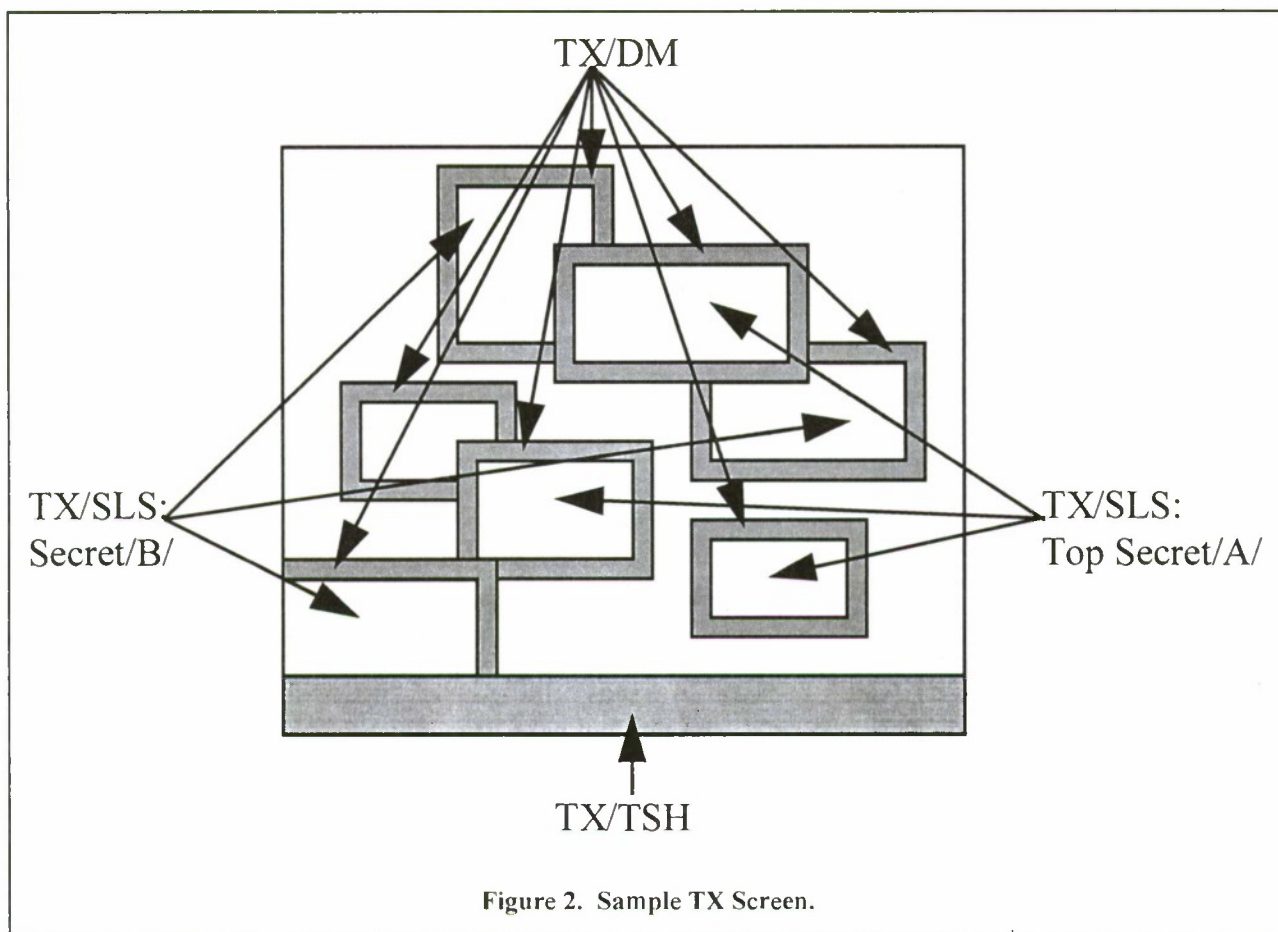 TX/DM
TX/SLS:
Secret/B/
TX/SLS:
Top Secret/A/
TX/TSH
Figure 2. Sample TX Screen.